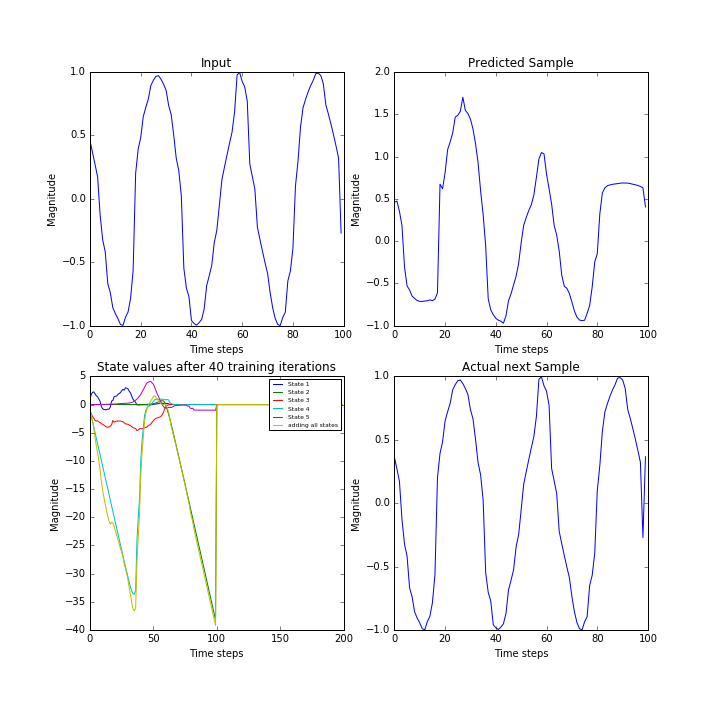 Input
Predicted Sample
1.0
0.5
0.0
−0.5
−1.0
Magnitude
0 20 40 60 80 100
Time steps
2.0
1.5
1.0
0.5
0.0
−0.5
−1.0
Magnitude
0 20 40 60 80 100
Time steps
State values after 40 training iterations
5
0
−5
−10
−15
−20
−25
−30
−35
−40
Magnitude
0 50 100 150 200
Time steps
State 1
State 2
State 3
State 4
State 5
adding all states
Actual next Sample
1.0
0.5
0.0
−0.5
−1.0
Magnitude
0 20 40 60 80 100
Time steps